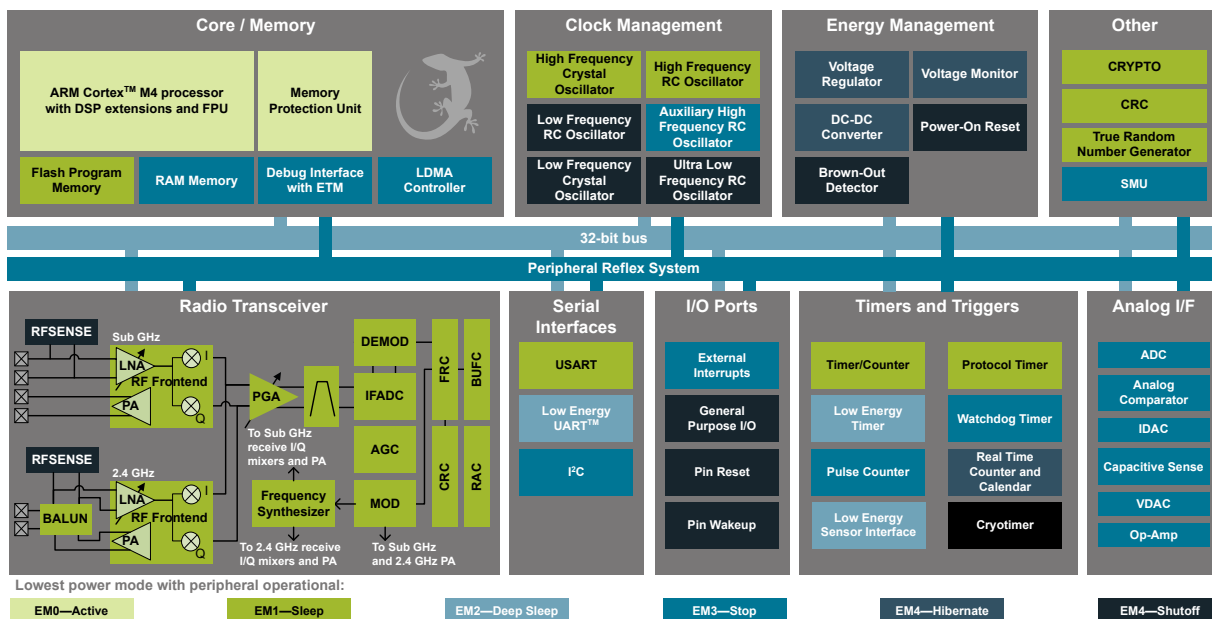 Core / Memory
ARM Cortex™ M4 processor
with DSP extensions and FPU
Memory
Protection Unit
Flash Program
Memory
RAM Memory
Debug Interface
with ETM
LDMA
Controller
Clock Management
High Frequency
Crystal
Oscillator
High Frequency
RC Oscillator
Low Frequency
RC Oscillator
Auxiliary High
Frequency RC
Oscillator
Low Frequency
Crystal
Oscillator
Ultra Low
Frequency RC
Oscillator
Energy Management
Voltage
Regulator
Voltage Monitor
DC-DC
Converter
Power-On Reset
Brown-Out
Detector
Other
CRYPTO
CRC
True Random
Number Generator
SMU
32-bit bus
Peripheral Reflex System
Radio Transceiver
RFSENSE
Sub GHz
LNA
RF Frontend
PA
I
Q
RFSENSE
2.4 GHz
LNA
RF Frontend
PA
I
Q
BALUN
PGA
To Sub GHz
receive I/Q
mixers and PA
Frequency
Synthesizer
To 2.4 GHz receive
I/Q mixers and PA
DEMOD
IFADC
AGC
MOD
To Sub GHz
and 2.4 GHz PA
FRC
BUFC
CRC
RAC
Serial
Interfaces
USART
Low Energy
UART™
I²C
I/O Ports
External
Interrupts
General
Purpose I/O
Pin Reset
Pin Wakeup
Timers and Triggers
Timer/Counter
Protocol Timer
Low Energy
Timer
Watchdog Timer
Pulse Counter
Real Time
Counter and
Calendar
Low Energy
Sensor Interface
Cryotimer
Analog I/F
ADC
Analog
Comparator
IDAC
Capacitive Sense
VDAC
Op-Amp
Lowest power mode with peripheral operational:
EM0—Active
EM1—Sleep
EM2—Deep Sleep
EM3—Stop
EM4—Hibernate
EM4—Shutoff